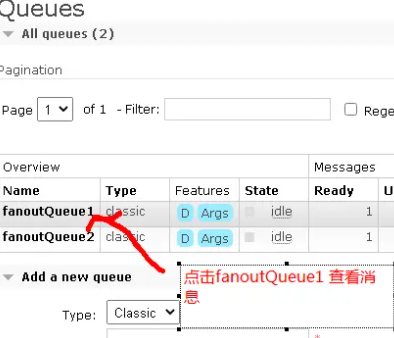 Queues
All queues (2)
Pagination
Page 1 of 1 - Filter: Rege
Overview Messages
Name Type Features State Ready U
fanoutQueue1 classic D Args idle 1
fanoutQueue2 classic D Args idle 1
Add a new queue
点击fanoutQueue1 查看消
息
Type: Classic
*